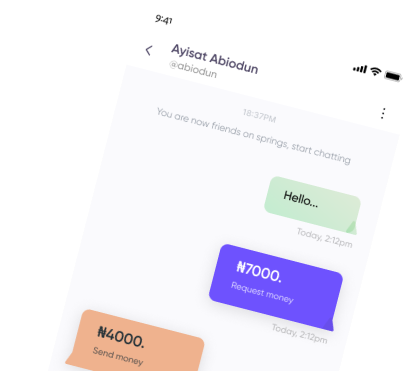 9:41
Ayisat Abiodun
@abiodun
18:37PM
You are now friends on springs, start chatting
Hello...
Today, 2:12pm
₦7000.
Request money
Today, 2:12pm
₦4000.
Send money